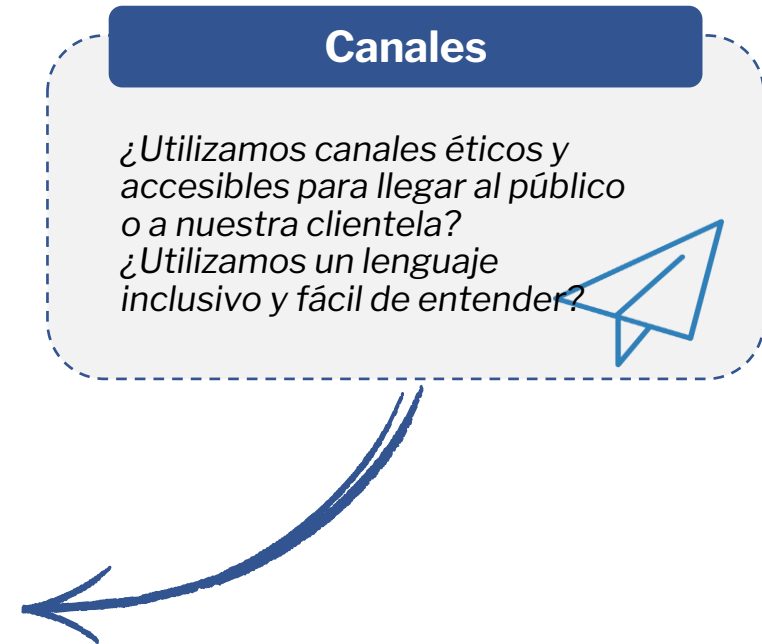 Canales
¿Utilizamos canales éticos y
accesibles para llegar al público
o a nuestra clientela?
¿Utilizamos un lenguaje
inclusivo y fácil de entender?